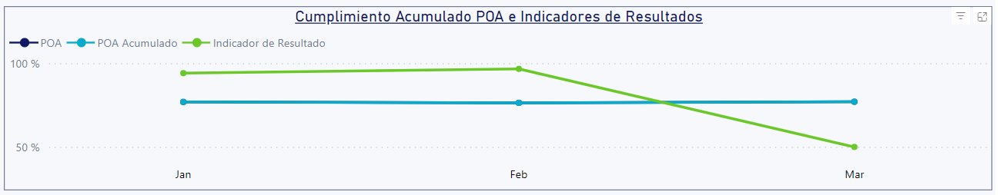 Cumplimiento Acumulado POA e Indicadores de Resultados
POA POA Acumulado Indicador de Resultado
100 %
50 %
Jan Feb Mar